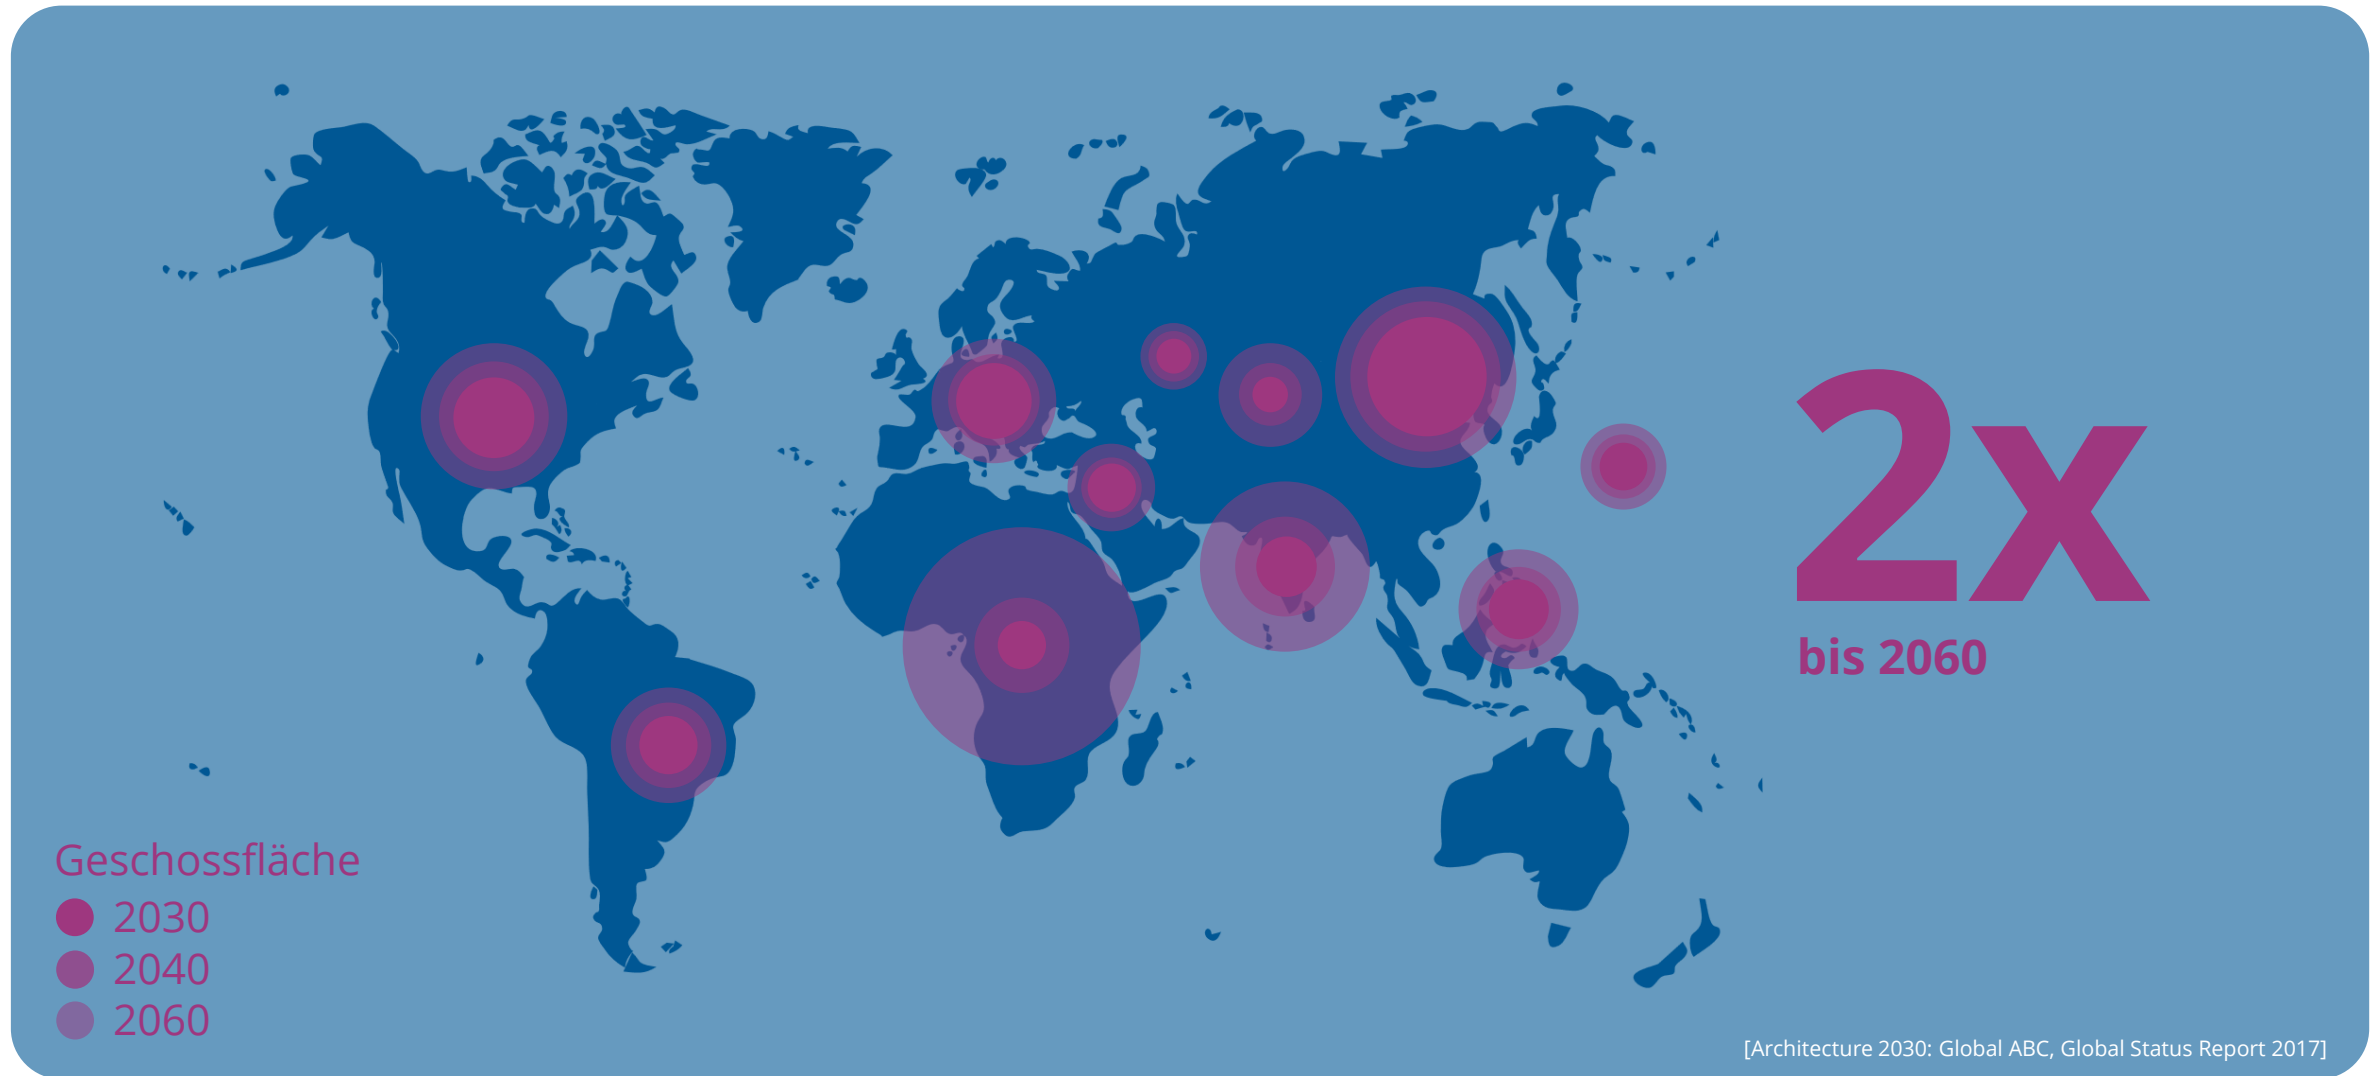 2x
bis 2060
Geschossfläche
2030
2040
2060
[Architecture 2030: Global ABC, Global Status Report 2017]